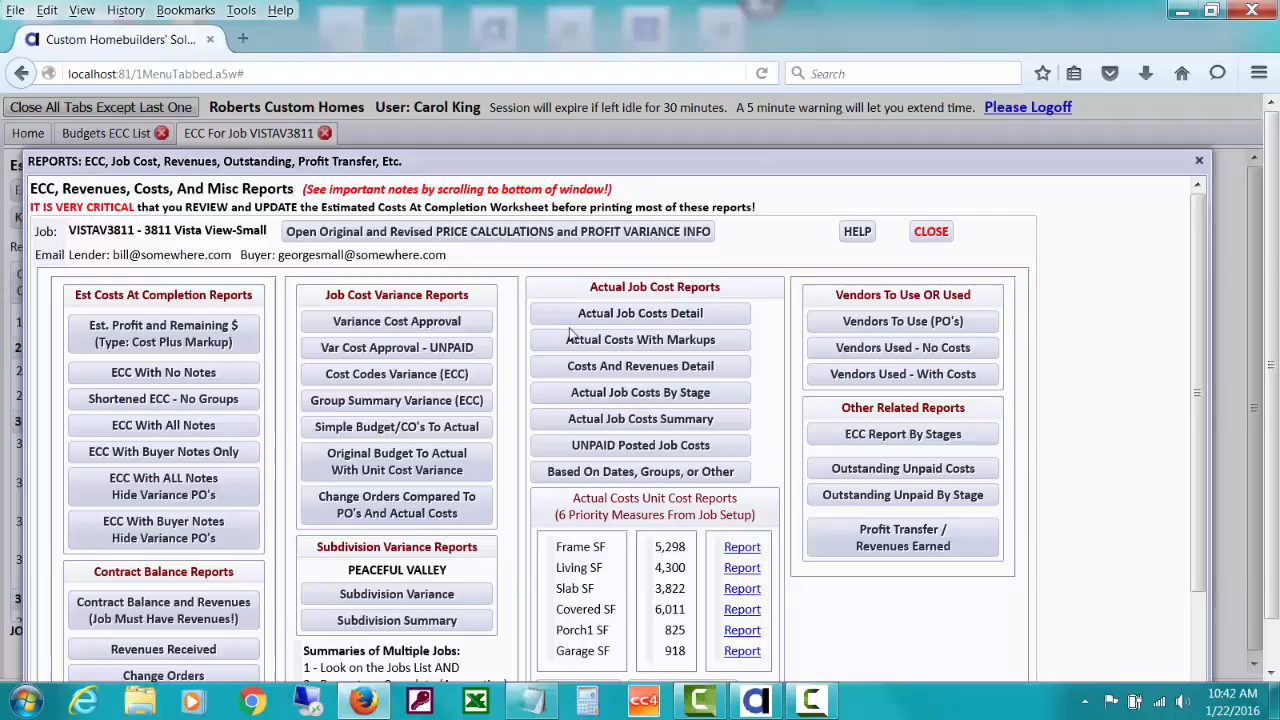 File Edit View History Bookmarks Tools Help
Custom Homebuilders' Sol...
localhost:81/1MenuTabbed.a5w#
Search
Close All Tabs Except Last One Roberts Custom Homes User: Carol King Session will expire if left idle for 30 minutes. A 5 minute warning will let you extend time. Please Logoff
Home Budgets ECC List ECC For Job VISTAV3811
REPORTS: ECC, Job Cost, Revenues, Outstanding, Profit Transfer, Etc.
ECC, Revenues, Costs, And Misc Reports (See important notes by scrolling to bottom of window!)
IT IS VERY CRITICAL that you REVIEW and UPDATE the Estimated Costs At Completion Worksheet before printing most of these reports!
Job: VISTAV3811 - 3811 Vista View-Small Open Original and Revised PRICE CALCULATIONS and PROFIT VARIANCE INFO HELP CLOSE
Email Lender: bill@somewhere.com Buyer: georgesmall@somewhere.com
Est Costs At Completion Reports
Est. Profit and Remaining $
(Type: Cost Plus Markup)
ECC With No Notes
Shortened ECC - No Groups
ECC With All Notes
ECC With Buyer Notes Only
ECC With ALL Notes
Hide Variance PO's
ECC With Buyer Notes
Hide Variance PO's
Contract Balance Reports
Contract Balance and Revenues
(Job Must Have Revenues!)
Revenues Received
Change Orders
Job Cost Variance Reports
Variance Cost Approval
Var Cost Approval - UNPAID
Cost Codes Variance (ECC)
Group Summary Variance (ECC)
Simple Budget/CO's To Actual
Original Budget To Actual
With Unit Cost Variance
Change Orders Compared To
PO's And Actual Costs
Subdivision Variance Reports
PEACEFUL VALLEY
Subdivision Variance
Subdivision Summary
Summaries of Multiple Jobs:
1 - Look on the Jobs List AND
Actual Job Cost Reports
Actual Job Costs Detail
Actual Costs With Markups
Costs And Revenues Detail
Actual Job Costs By Stage
Actual Job Costs Summary
UNPAID Posted Job Costs
Based On Dates, Groups, or Other
Actual Costs Unit Cost Reports
(6 Priority Measures From Job Setup)
Frame SF 5,298 Report
Living SF 4,300 Report
Slab SF 3,822 Report
Covered SF 6,011 Report
Porch1 SF 825 Report
Garage SF 918 Report
Vendors To Use OR Used
Vendors To Use (PO's)
Vendors Used - No Costs
Vendors Used - With Costs
Other Related Reports
ECC Report By Stages
Outstanding Unpaid Costs
Outstanding Unpaid By Stage
Profit Transfer /
Revenues Earned
CC4
10:42 AM
1/22/2016